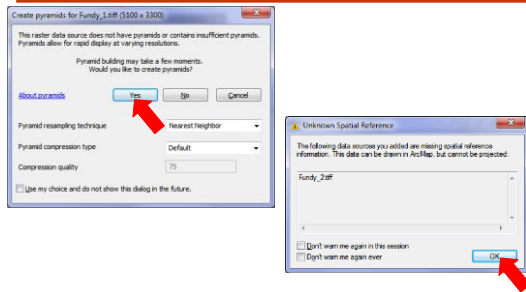 Create pyramids for Fundy_1.tiff (5100 x 3300)
This raster data source does not have pyramids or contains insufficient pyramids.
Pyramids allow for rapid display at varying resolutions.
Pyramid building may take a few moments.
Would you like to create pyramids?
About pyramids
Yes
No
Cancel
Pyramid resampling technique
Nearest Neighbor
Pyramid compression type
Default
Compression quality
75
Use my choice and do not show this dialog in the future.
Unknown Spatial Reference
The following data sources you added are missing spatial reference
information. This data can be drawn in ArcMap, but cannot be projected:
Fundy_2.tiff
Don't warn me again in this session
Don't warn me again ever
OK